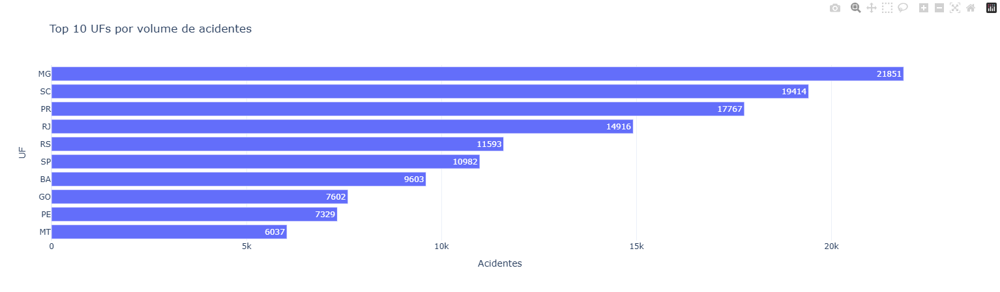 Top 10 UFs por volume de acidentes
MG 21851
SC 19414
PR 17767
RJ 14916
RS 11593
UF
SP 10982
BA 9603
GO 7602
PE 7329
MT 6037
0 5k 10k 15k 20k
Acidentes